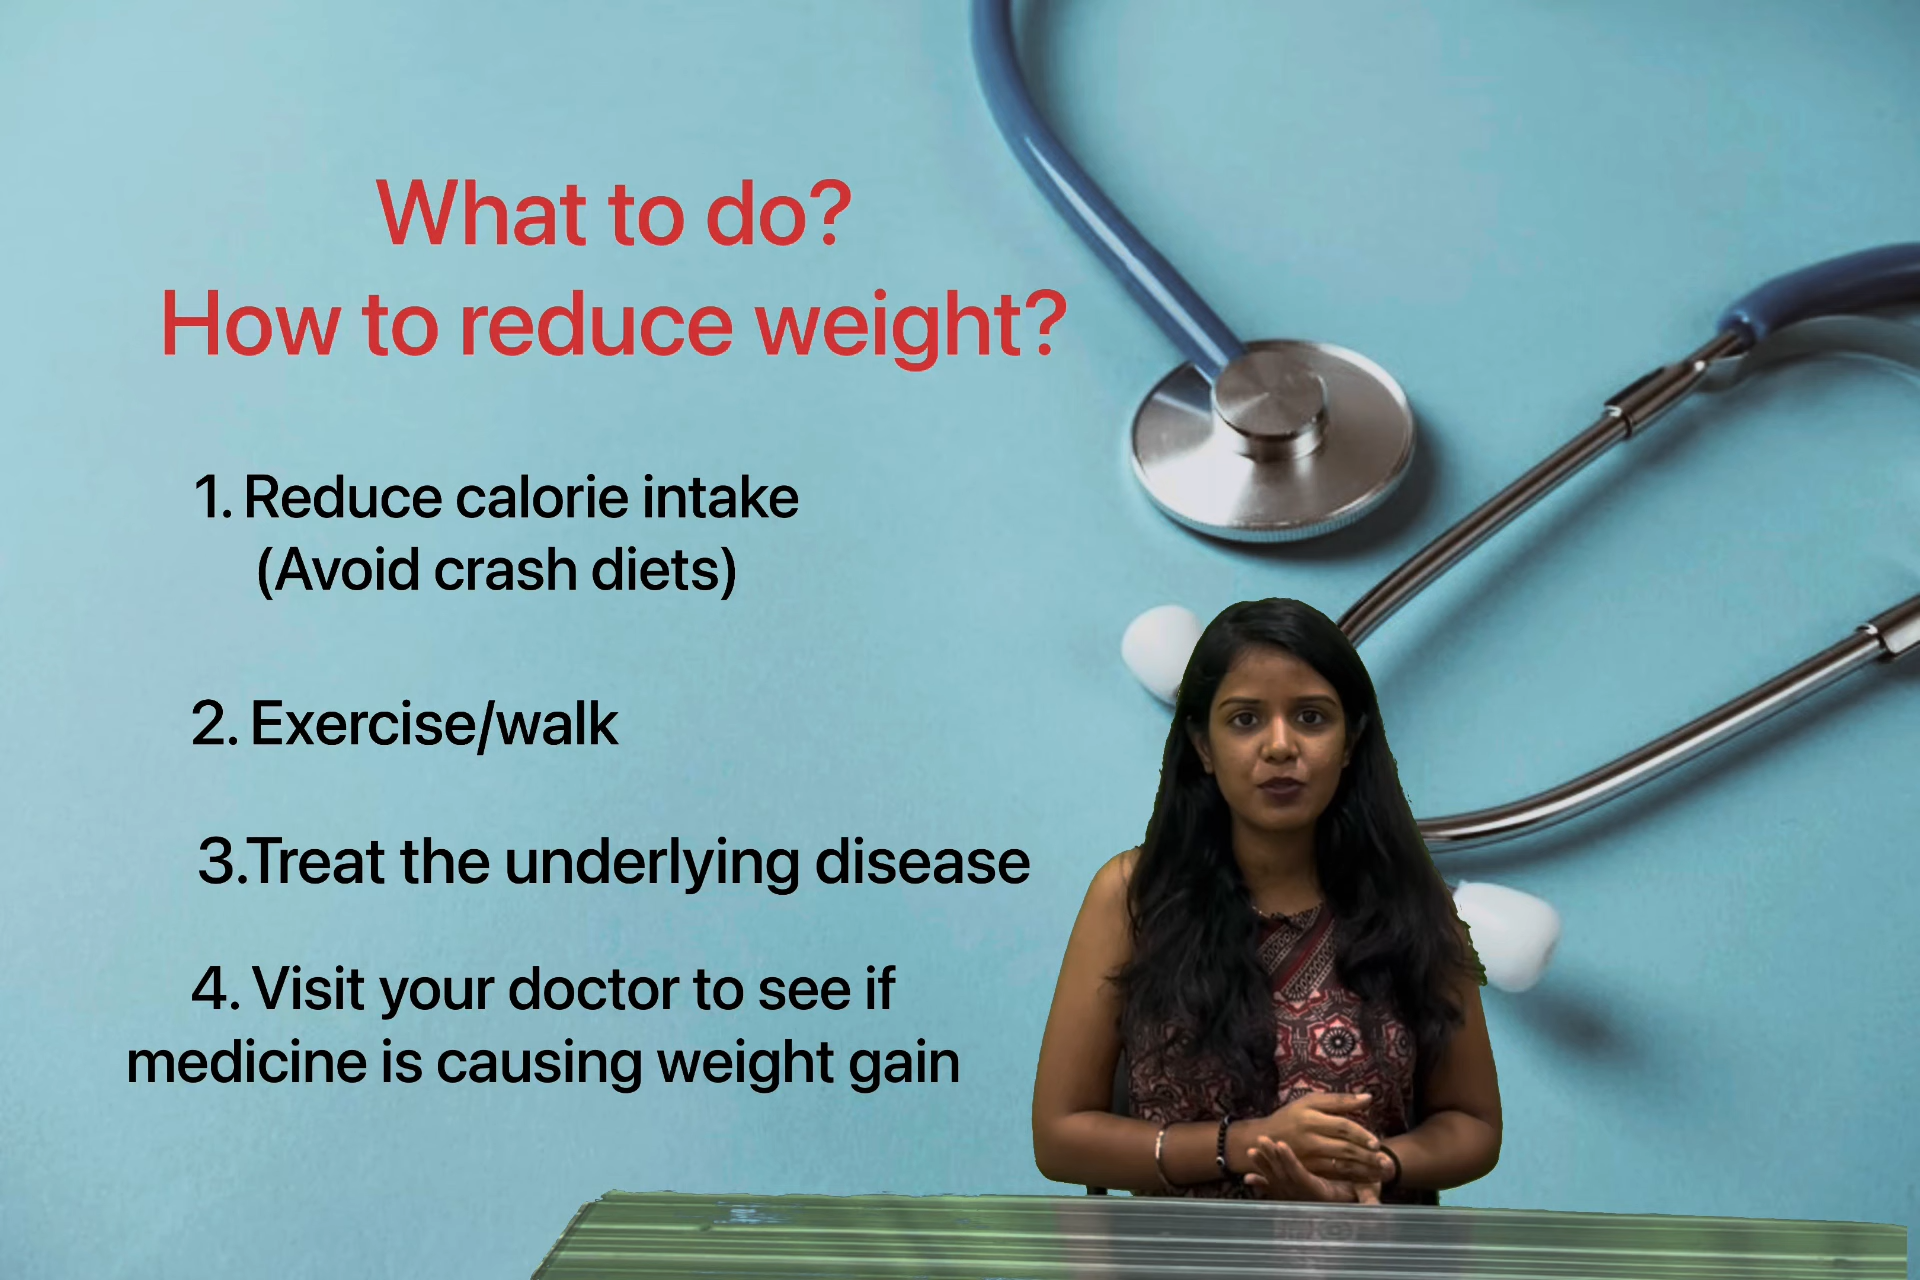 What to do?
How to reduce weight?
1. Reduce calorie intake
(Avoid crash diets)
2. Exercise/walk
3.Treat the underlying disease
4. Visit your doctor to see if
medicine is causing weight gain